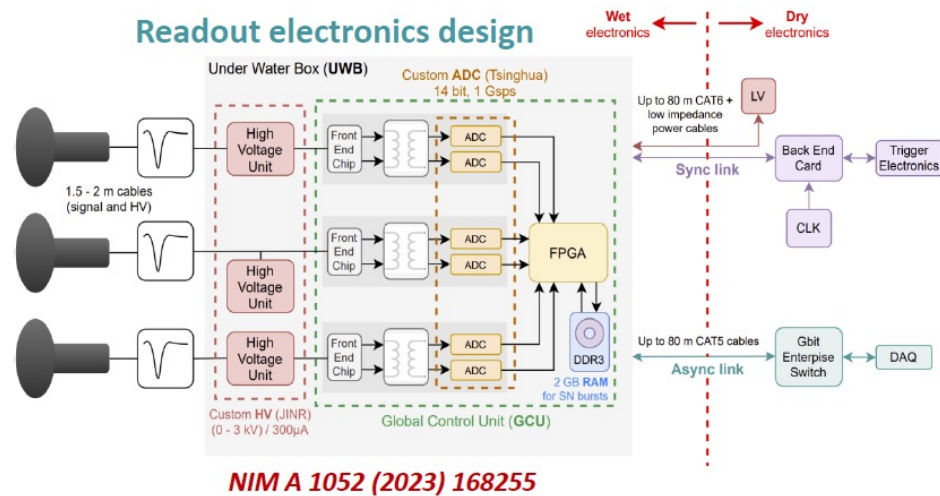 Readout electronics design
Wet
electronics
Dry
electronics
Under Water Box (UWB)
Custom ADC (Tsinghua)
14 bit, 1 Gsps
1.5 - 2 m cables
(signal and HV)
High
Voltage
Unit
High
Voltage
Unit
High
Voltage
Unit
Front
End
Chip
Front
End
Chip
Front
End
Chip
ADC
ADC
ADC
ADC
ADC
ADC
FPGA
DDR3
2 GB RAM
for SN bursts
Custom HV (JINR)
(0 - 3 kV) / 300µA
Global Control Unit (GCU)
Up to 80 m CAT6 +
low impedance
power cables
LV
Sync link
Back End
Card
Trigger
Electronics
CLK
Up to 80 m CAT5 cables
Async link
Gbit
Enterpise
Switch
DAQ
NIM A 1052 (2023) 168255